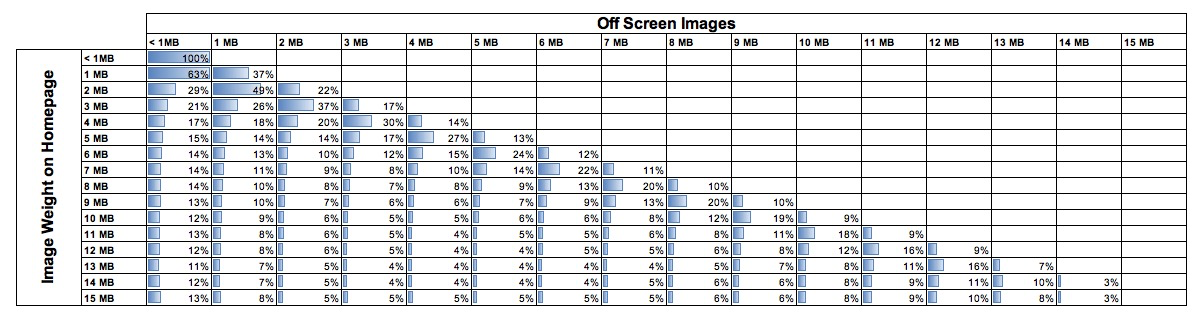 Off Screen Images
< 1MB 1 MB 2 MB 3 MB 4 MB 5 MB 6 MB 7 MB 8 MB 9 MB 10 MB 11 MB 12 MB 13 MB 14 MB 15 MB
Image Weight on Homepage
< 1MB 100%
1 MB 63% 37%
2 MB 29% 49% 22%
3 MB 21% 26% 37% 17%
4 MB 17% 18% 20% 30% 14%
5 MB 15% 14% 14% 17% 27% 13%
6 MB 14% 13% 10% 12% 15% 24% 12%
7 MB 14% 11% 9% 8% 10% 14% 22% 11%
8 MB 14% 10% 8% 7% 8% 9% 13% 20% 10%
9 MB 13% 10% 7% 6% 6% 7% 9% 13% 20% 10%
10 MB 12% 9% 6% 5% 5% 6% 6% 8% 12% 19% 9%
11 MB 13% 8% 6% 5% 4% 5% 5% 6% 8% 11% 18% 9%
12 MB 12% 8% 6% 5% 4% 4% 5% 5% 6% 8% 12% 16% 9%
13 MB 11% 7% 5% 4% 4% 4% 4% 4% 5% 7% 8% 11% 16% 7%
14 MB 12% 7% 5% 4% 4% 4% 4% 5% 6% 6% 8% 9% 11% 10% 3%
15 MB 13% 8% 5% 5% 5% 5% 5% 5% 6% 6% 8% 9% 10% 8% 3%